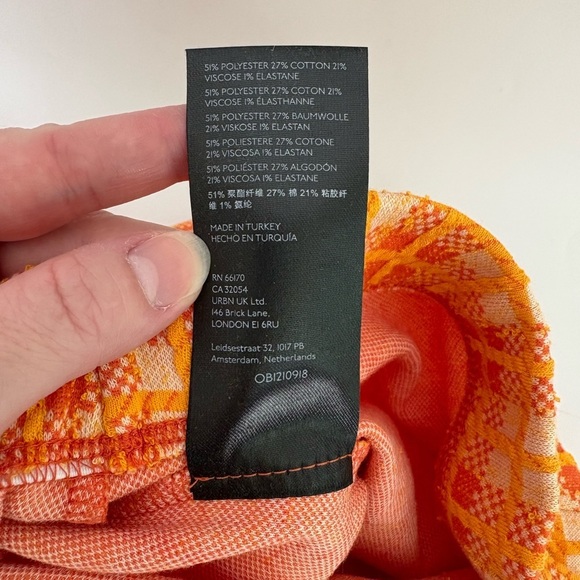 51% POLYESTER 27% COTTON 21%
VISCOSE 1% ELASTANE
51% POLYESTER 27% COTON 21%
VISCOSE 1% ÉLASTHANNE
51% POLYESTER 27% BAUMWOLLE
21% VISKOSE 1% ELASTAN
51% POLIESTERE 27% COTONE
21% VISCOSA 1% ELASTAN
51% POLIÉSTER 27% ALGODÓN
21% VISCOSA 1% ELASTANE
51% 聚酯纤维 27% 棉 21% 粘胶纤
维 1% 氨纶
MADE IN TURKEY
HECHO EN TURQUÍA
RN 66170
CA 32054
URBN UK Ltd.
146 Brick Lane,
LONDON E1 6RU
Leidsestraat 32, 1017 PB
Amsterdam, Netherlands
OB1210918